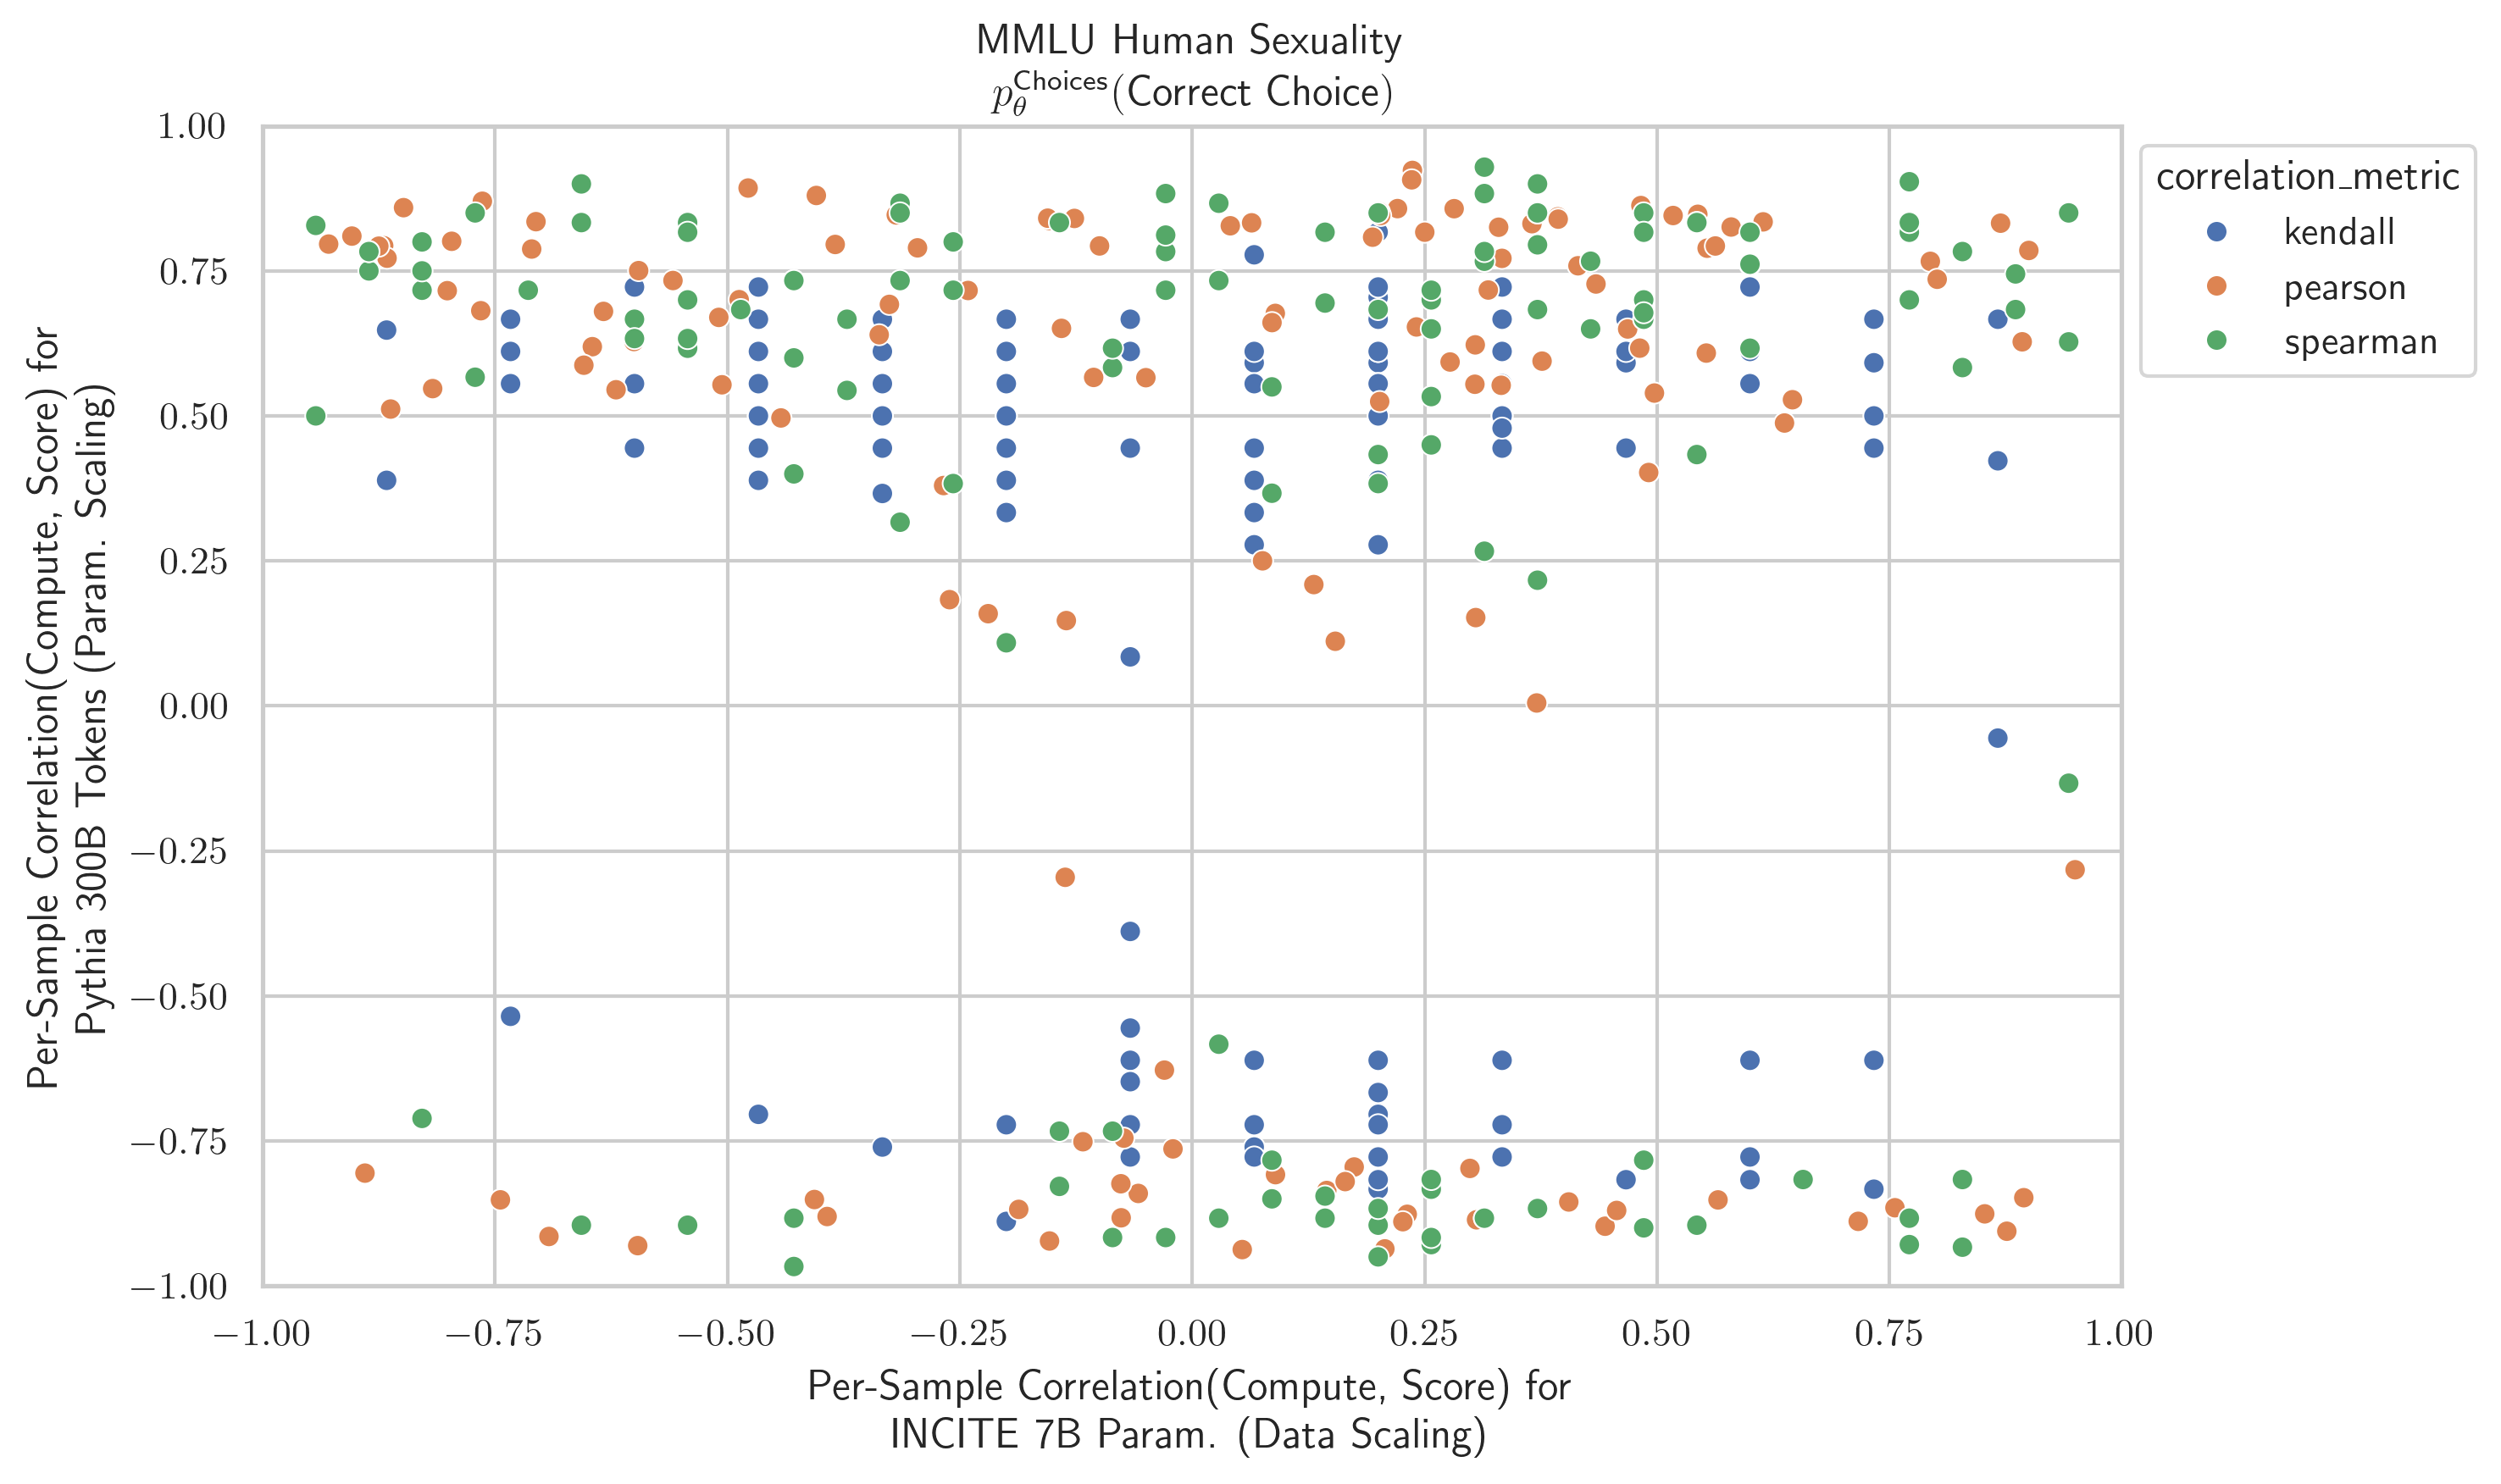 MMLU Human Sexuality
p_θ^Choices(Correct Choice)
Per-Sample Correlation(Compute, Score) for
Pythia 300B Tokens (Param. Scaling)
1.00
0.75
0.50
0.25
0.00
−0.25
−0.50
−0.75
−1.00
−1.00
−0.75
−0.50
−0.25
0.00
0.25
0.50
0.75
1.00
Per-Sample Correlation(Compute, Score) for
INCITE 7B Param. (Data Scaling)
correlation_metric
kendall
pearson
spearman